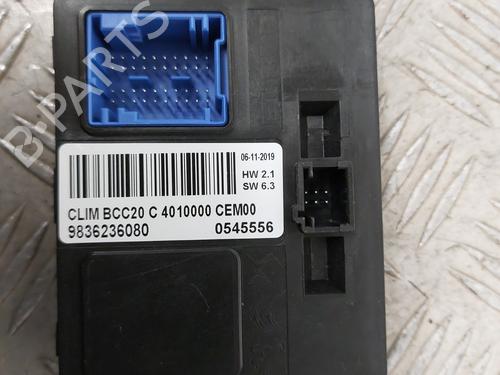 B-PARTS
06-11-2019
HW 2.1
SW 6.3
CLIM BCC20 C 4010000 CEM00
9836236080 0545556